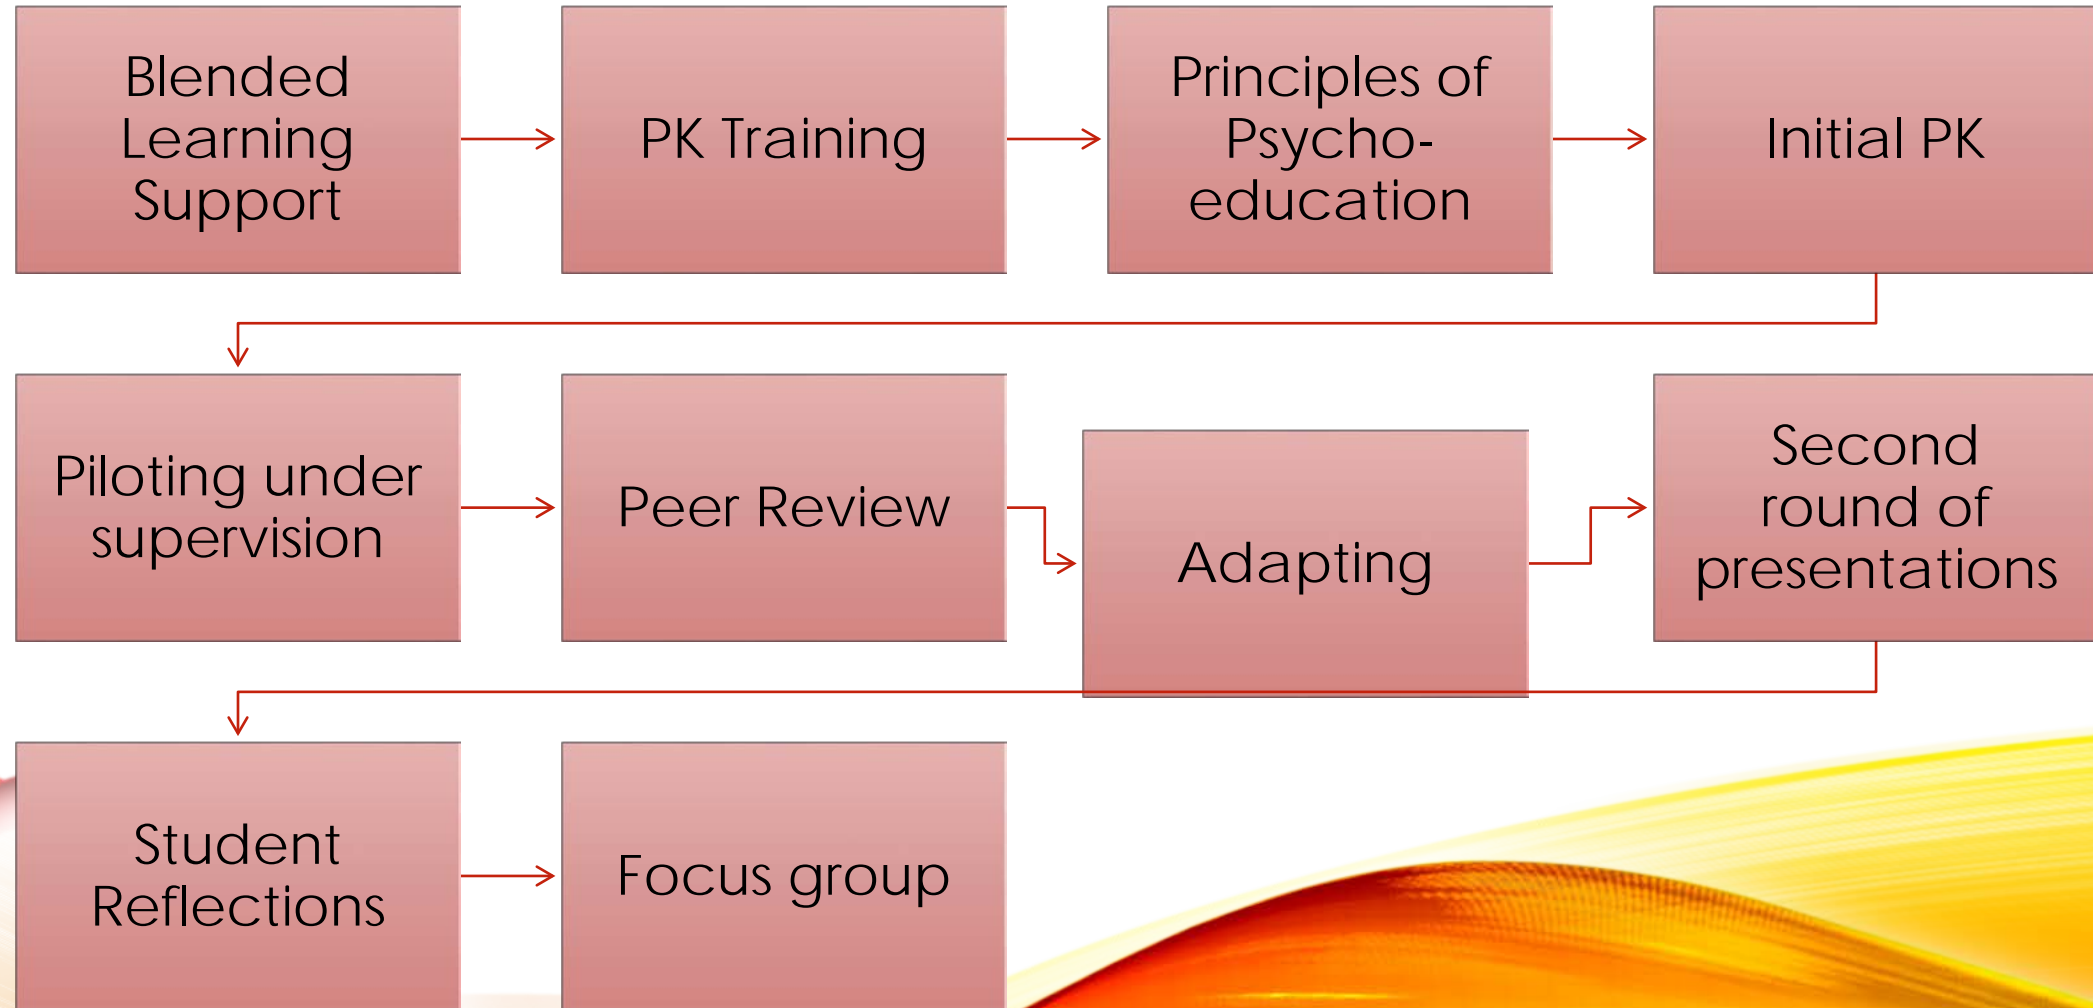 Blended
Learning
Support
PK Training
Principles of
Psycho-
education
Initial PK
Piloting under
supervision
Peer Review
Adapting
Second
round of
presentations
Student
Reflections
Focus group